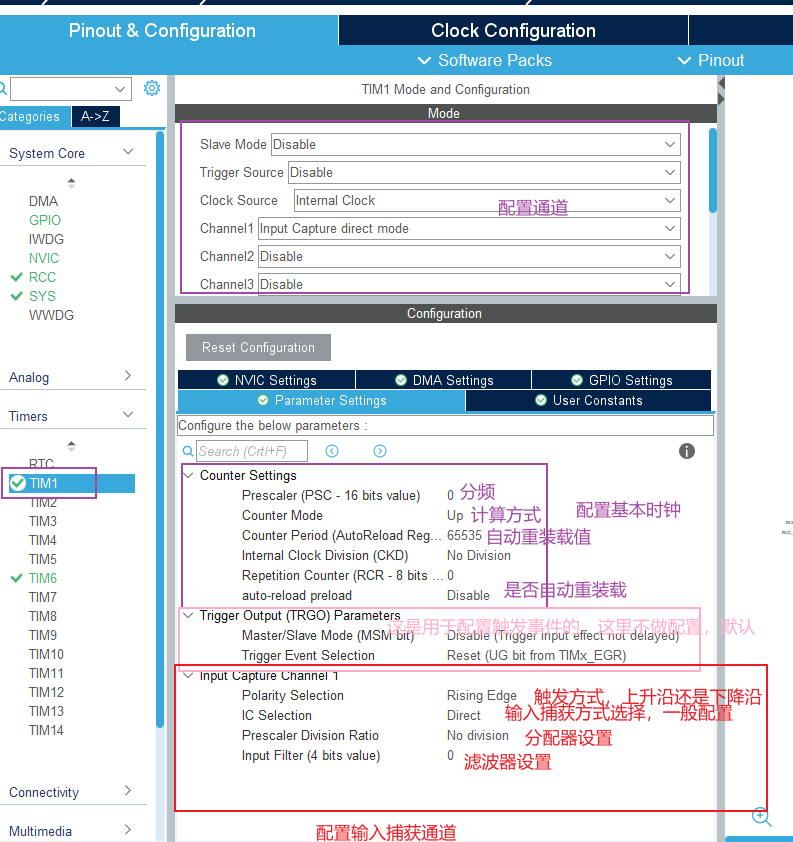 Pinout & Configuration
Clock Configuration
Software Packs
Pinout
TIM1 Mode and Configuration
Categories
A->Z
Mode
System Core
Slave Mode Disable
Trigger Source Disable
Clock Source Internal Clock
配置通道
Channel1 Input Capture direct mode
Channel2 Disable
Channel3 Disable
DMA
GPIO
IWDG
NVIC
RCC
SYS
WWDG
Configuration
Reset Configuration
Analog
NVIC Settings
DMA Settings
GPIO Settings
Parameter Settings
User Constants
Timers
Configure the below parameters :
Search (Crtl+F)
RTC
TIM1
TIM2
TIM3
TIM4
TIM5
TIM6
TIM7
TIM8
TIM9
TIM10
TIM11
TIM12
TIM13
TIM14
Counter Settings
Prescaler (PSC - 16 bits value) 0 分频
Counter Mode Up 计算方式
配置基本时钟
Counter Period (AutoReload Reg... 65535 自动重装载值
Internal Clock Division (CKD) No Division
Repetition Counter (RCR - 8 bits ... 0
auto-reload preload Disable 是否自动重装载
Trigger Output (TRGO) Parameters
这是用于配置触发事件的，这里不做配置，默认
Master/Slave Mode (MSM bit) Disable (Trigger input effect not delayed)
Trigger Event Selection Reset (UG bit from TIMx_EGR)
Input Capture Channel 1
Polarity Selection Rising Edge 触发方式，上升沿还是下降沿
IC Selection Direct 输入捕获方式选择，一般配置
Prescaler Division Ratio No division 分配器设置
Input Filter (4 bits value) 0 滤波器设置
Connectivity
Multimedia
配置输入捕获通道